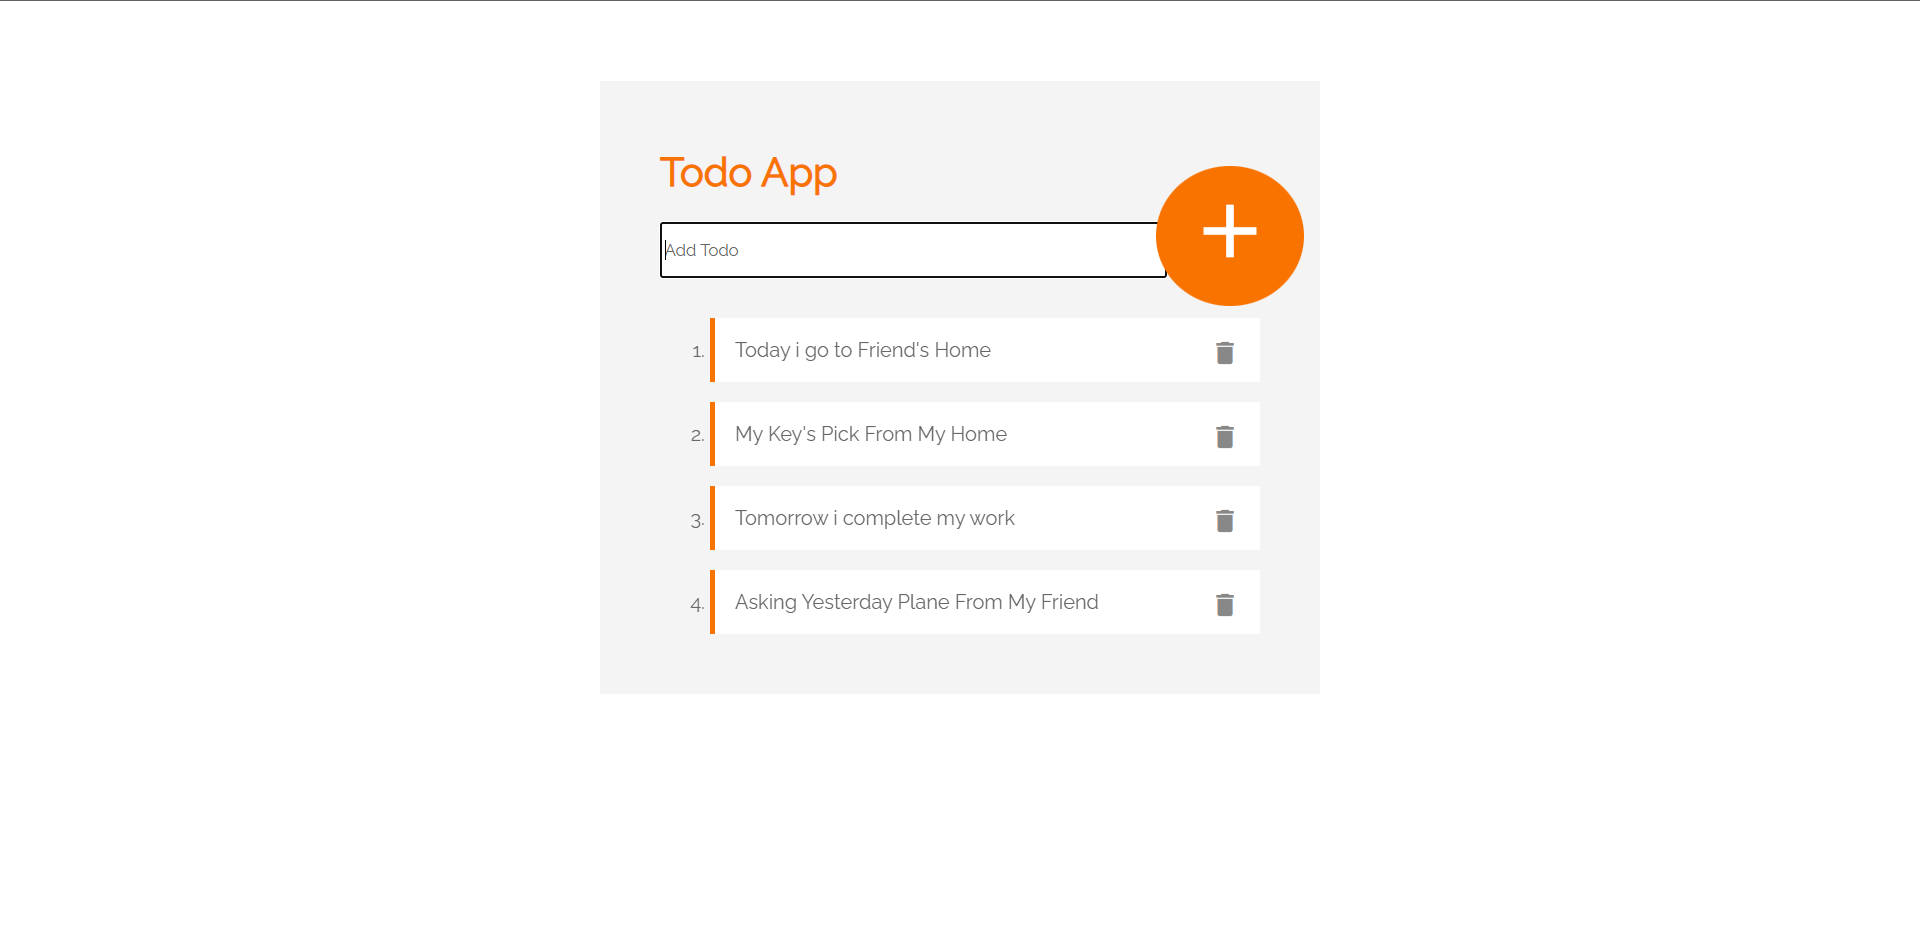 Todo App
Add Todo
1. Today i go to Friend's Home
2. My Key's Pick From My Home
3. Tomorrow i complete my work
4. Asking Yesterday Plane From My Friend